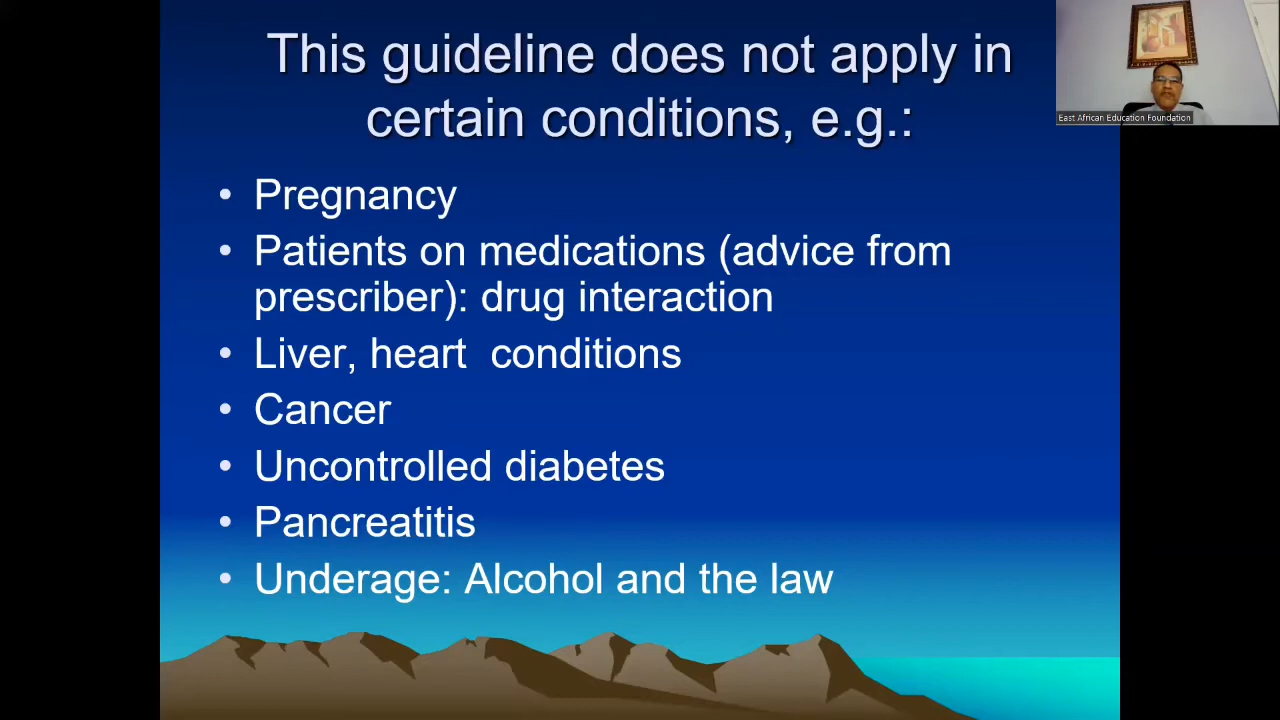 This guideline does not apply in
certain conditions, e.g.:
• Pregnancy
• Patients on medications (advice from
prescriber): drug interaction
• Liver, heart  conditions
• Cancer
• Uncontrolled diabetes
• Pancreatitis
• Underage: Alcohol and the law
East African Education Foundation